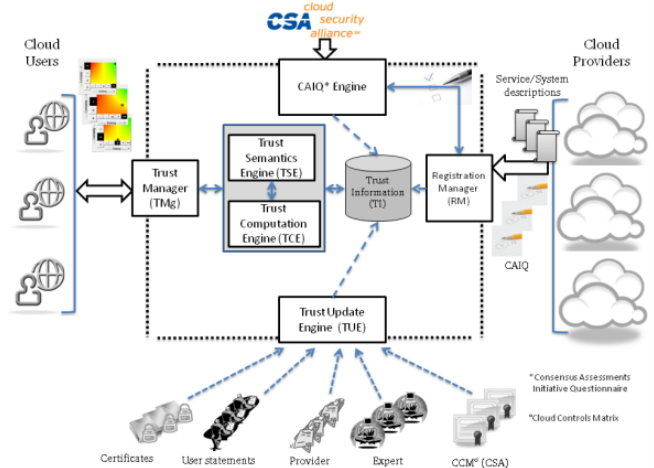 CSA cloud
security
alliance℠
Cloud
Users
Cloud
Providers
CAIQ* Engine
Service/System
descriptions
Trust
Semantics
Engine (TSE)
Trust
Manager
(TMg)
Trust
Information
(TI)
Registration
Manager
(RM)
Trust
Computation
Engine (TCE)
CAIQ
Trust Update
Engine (TUE)
*Consensus Assessments
Initiative Questionnaire
°Cloud Controls Matrix
Certificates
User statements
Provider
Expert
CCM° (CSA)